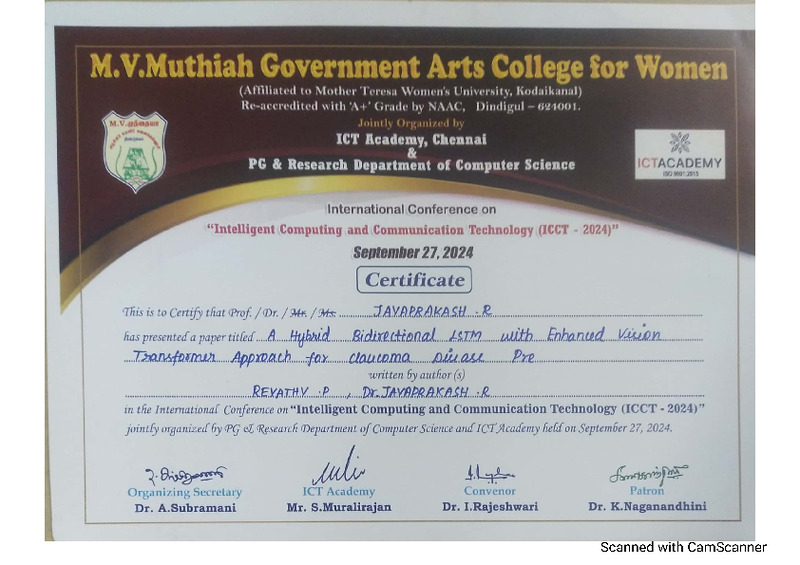 M.V.Muthiah Government Arts College for Women
(Affiliated to Mother Teresa Women's University, Kodaikanal)
Re-accredited with 'A+' Grade by NAAC, Dindigul – 624001.
Jointly Organized by
ICT Academy, Chennai
&
PG & Research Department of Computer Science
M.V.முத்தையா
ICTACADEMY
ISO 9001:2015
International Conference on
"Intelligent Computing and Communication Technology (ICCT - 2024)"
September 27, 2024
Certificate
This is to Certify that Prof. / Dr. / Mr. / Ms JAYAPRAKASH .R
has presented a paper titled A Hybrid Bidirectional LSTM with Enhanced Vision
Transformer Approach for claucoma Disease Pre
written by author (s)
REVATHY .P , Dr.JAYAPRAKASH .R
in the International Conference on "Intelligent Computing and Communication Technology (ICCT - 2024)"
jointly organized by PG & Research Department of Computer Science and ICT Academy held on September 27, 2024.
Organizing Secretary ICT Academy Convenor Patron
Dr. A.Subramani Mr. S.Muralirajan Dr. I.Rajeshwari Dr. K.Naganandhini
Scanned with CamScanner